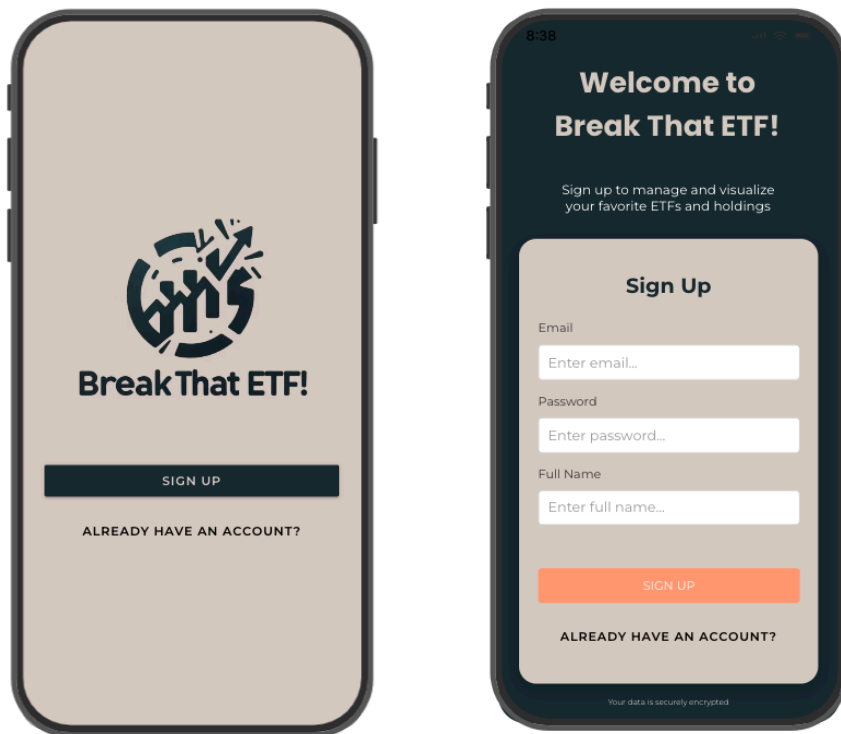 Break That ETF!
SIGN UP
ALREADY HAVE AN ACCOUNT?
8:38
Welcome to
Break That ETF!
Sign up to manage and visualize
your favorite ETFs and holdings
Sign Up
Email
Enter email...
Password
Enter password...
Full Name
Enter full name...
SIGN UP
ALREADY HAVE AN ACCOUNT?
Your data is securely encrypted